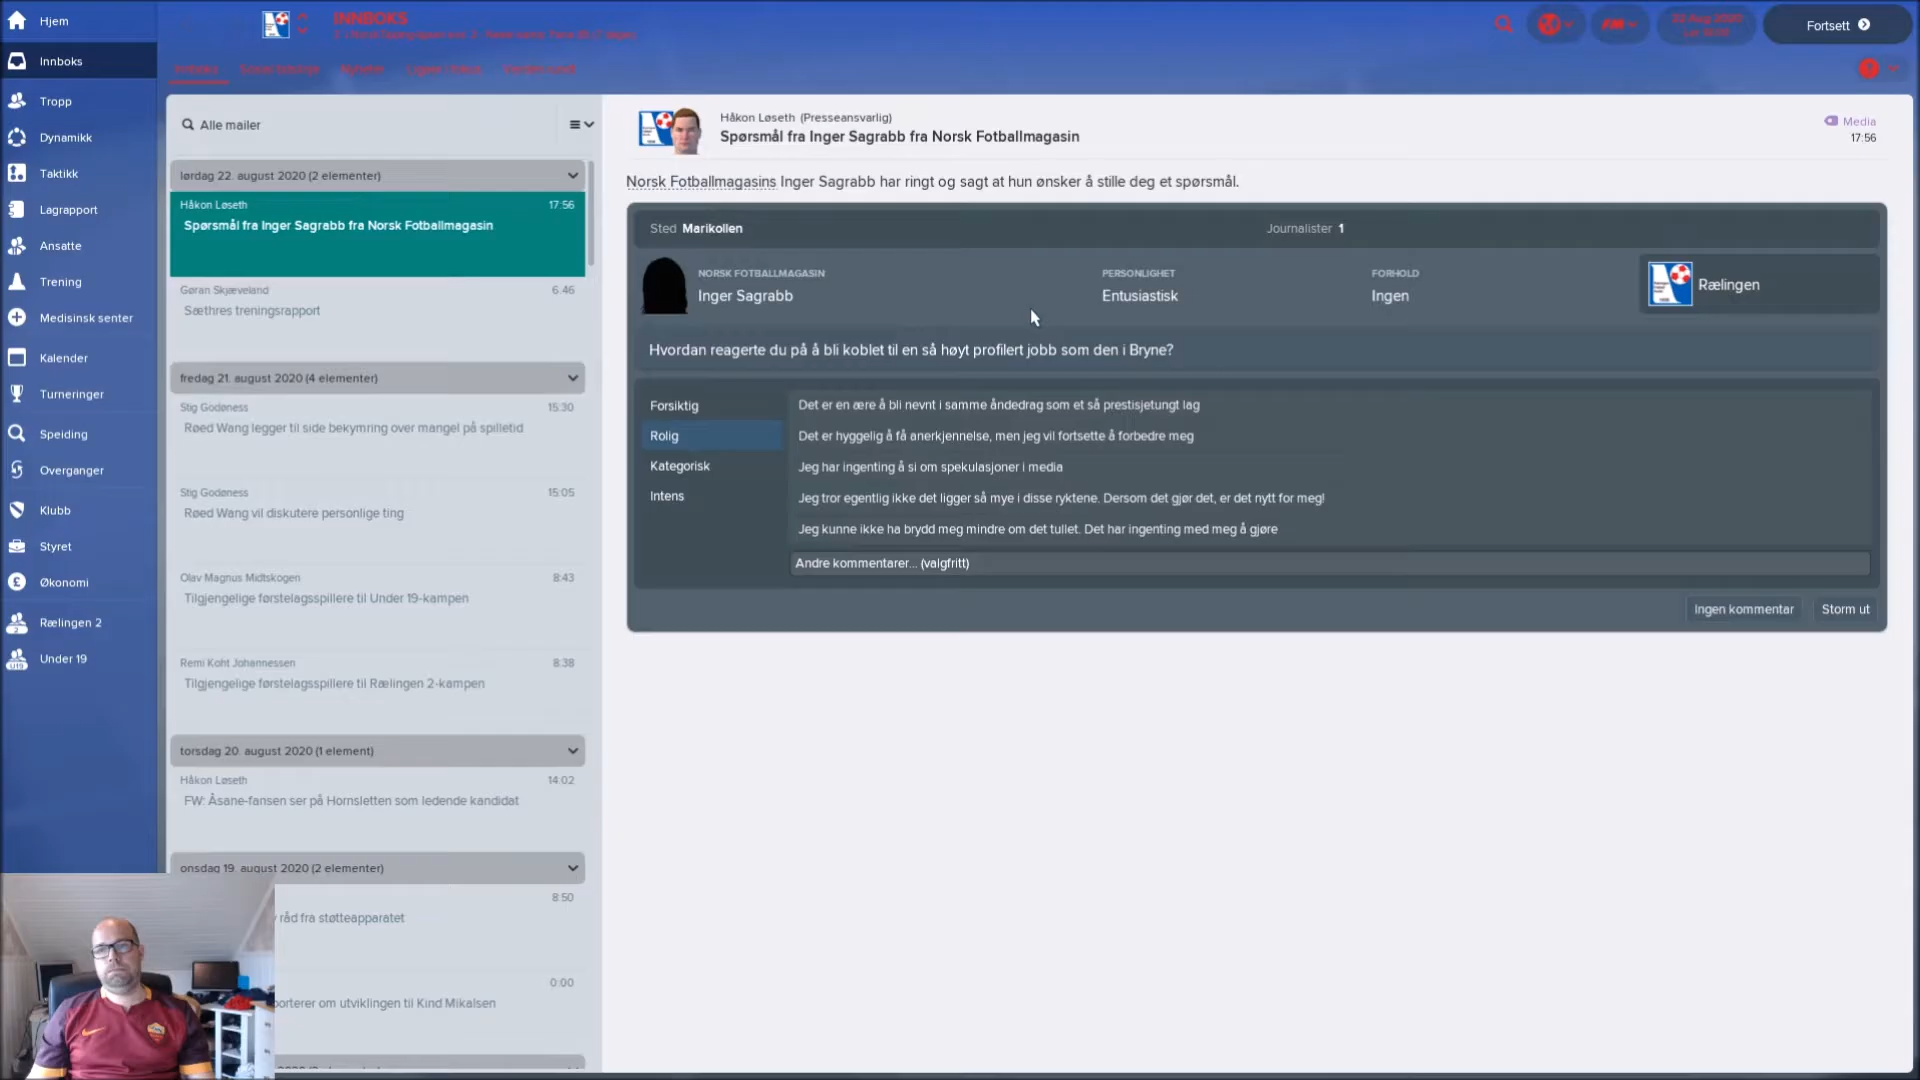 Hjem
INNBOKS
Fortsett
Innboks
Tropp
Dynamikk
Taktikk
Lagrapport
Ansatte
Trening
Medisinsk senter
Kalender
Turneringer
Speiding
Overganger
Klubb
Styret
Økonomi
Rælingen 2
Under 19
Innboks
Nyheter
Alle mailer
lørdag 22. august 2020 (2 elementer)
Håkon Løseth 17:56
Spørsmål fra Inger Sagrabb fra Norsk Fotballmagasin
Gøran Skjæveland 6.46
Sæthres treningsrapport
fredag 21. august 2020 (4 elementer)
Stig Godøness 15:30
Røed Wang legger til side bekymring over mangel på spilletid
Stig Godøness 15:05
Røed Wang vil diskutere personlige ting
Olav Magnus Midtskogen 8:43
Tilgjengelige førstelagsspillere til Under 19-kampen
Remi Koht Johannessen 8:38
Tilgjengelige førstelagsspillere til Rælingen 2-kampen
torsdag 20. august 2020 (1 element)
Håkon Løseth 14:02
FW: Åsane-fansen ser på Hornsletten som ledende kandidat
onsdag 19. august 2020 (2 elementer)
8:50
råd fra støtteapparatet
0:00
porterer om utviklingen til Kind Mikalsen
Håkon Løseth (Presseansvarlig)
Spørsmål fra Inger Sagrabb fra Norsk Fotballmagasin
Media
17:56
Norsk Fotballmagasins Inger Sagrabb har ringt og sagt at hun ønsker å stille deg et spørsmål.
Sted Marikollen Journalister 1
NORSK FOTBALLMAGASIN PERSONLIGHET FORHOLD
Inger Sagrabb Entusiastisk Ingen Rælingen
Hvordan reagerte du på å bli koblet til en så høyt profilert jobb som den i Bryne?
Forsiktig
Rolig
Kategorisk
Intens
Det er en ære å bli nevnt i samme åndedrag som et så prestisjetungt lag
Det er hyggelig å få anerkjennelse, men jeg vil fortsette å forbedre meg
Jeg har ingenting å si om spekulasjoner i media
Jeg tror egentlig ikke det ligger så mye i disse ryktene. Dersom det gjør det, er det nytt for meg!
Jeg kunne ikke ha brydd meg mindre om det tullet. Det har ingenting med meg å gjøre
Andre kommentarer... (valgfritt)
Ingen kommentar Storm ut